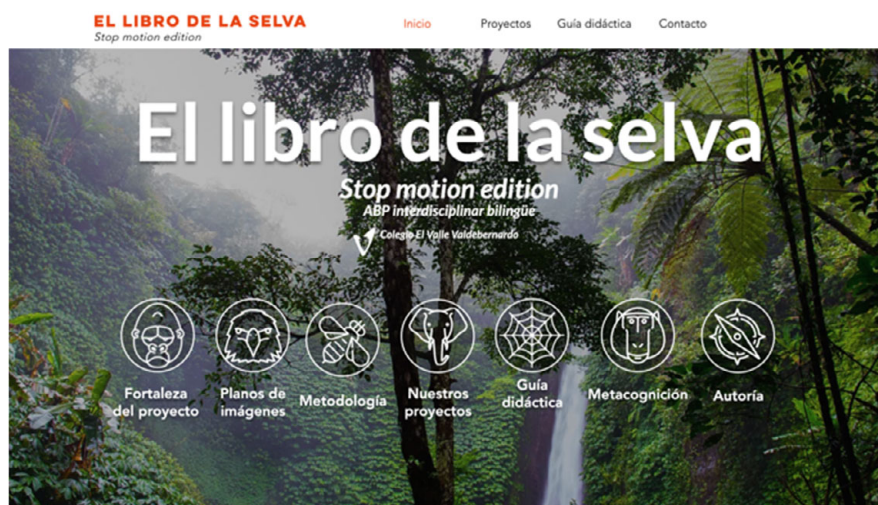 EL LIBRO DE LA SELVA
Stop motion edition
Inicio
Proyectos
Guía didáctica
Contacto
El libro de la selva
Stop motion edition
ABP interdisciplinar bilingüe
Colegio El Valle Valdebernardo
Fortaleza
del proyecto
Planos de
imágenes
Metodología
Nuestros
proyectos
Guía
didáctica
Metacognición
Autoría